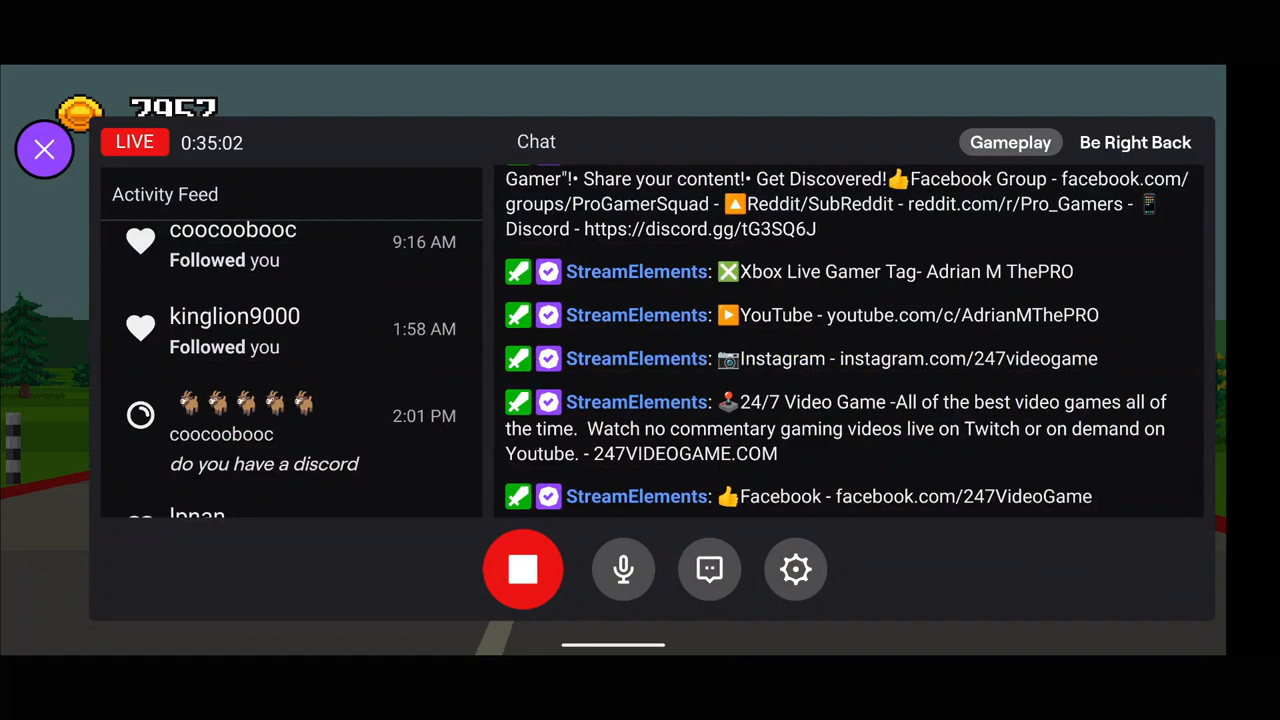 7957
LIVE 0:35:02
Chat
Gameplay
Be Right Back
Activity Feed
coocoobooc
9:16 AM
Followed you
kinglion9000
1:58 AM
Followed you
2:01 PM
coocoobooc
do you have a discord
lpnan
Gamer"!• Share your content!• Get Discovered!👍Facebook Group - facebook.com/
groups/ProGamerSquad - 🔼Reddit/SubReddit - reddit.com/r/Pro_Gamers - 📱
Discord - https://discord.gg/tG3SQ6J
StreamElements: ❎Xbox Live Gamer Tag- Adrian M ThePRO
StreamElements: ▶️YouTube - youtube.com/c/AdrianMThePRO
StreamElements: 📷Instagram - instagram.com/247videogame
StreamElements: 🕹️24/7 Video Game -All of the best video games all of
the time. Watch no commentary gaming videos live on Twitch or on demand on
Youtube. - 247VIDEOGAME.COM
StreamElements: 👍Facebook - facebook.com/247VideoGame